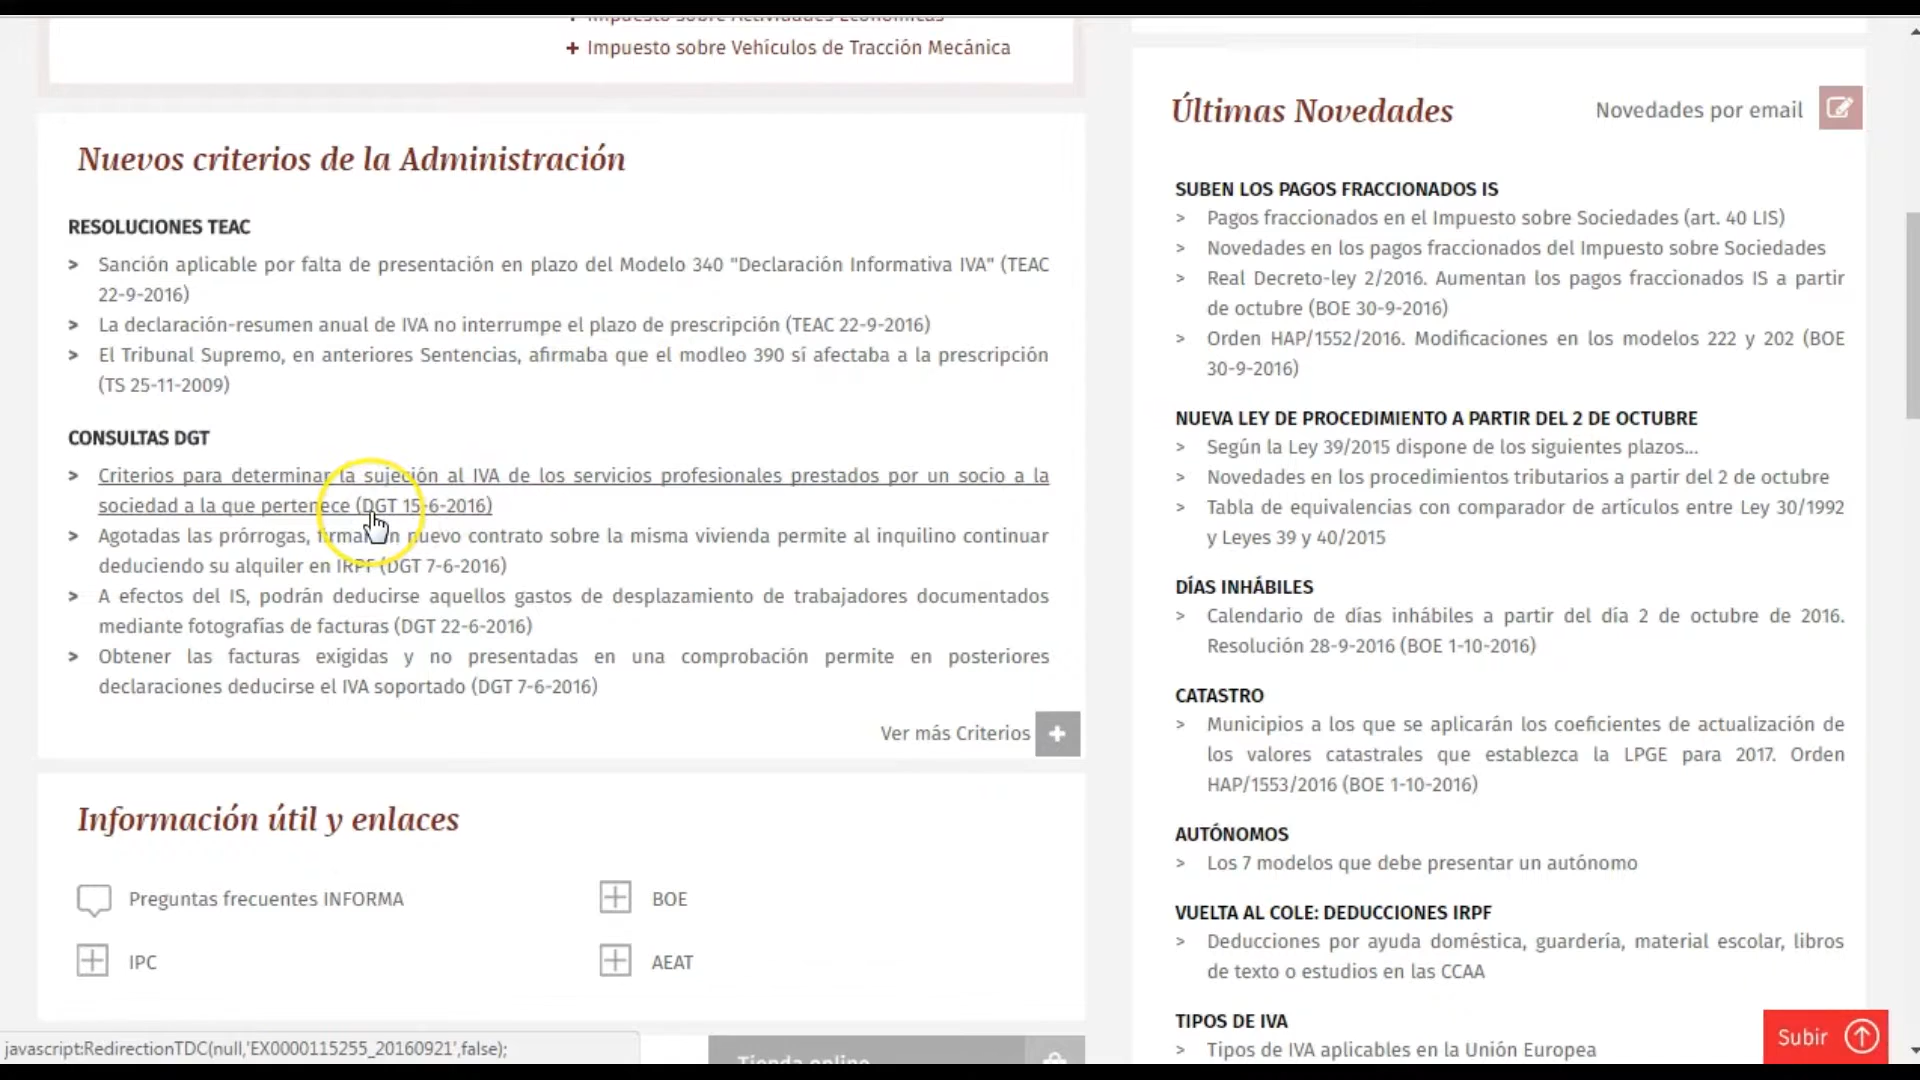 + Impuesto sobre Actividades Económicas
+ Impuesto sobre Vehículos de Tracción Mecánica
Nuevos criterios de la Administración
RESOLUCIONES TEAC
> Sanción aplicable por falta de presentación en plazo del Modelo 340 "Declaración Informativa IVA" (TEAC
22-9-2016)
> La declaración-resumen anual de IVA no interrumpe el plazo de prescripción (TEAC 22-9-2016)
> El Tribunal Supremo, en anteriores Sentencias, afirmaba que el modleo 390 sí afectaba a la prescripción
(TS 25-11-2009)
CONSULTAS DGT
> Criterios para determinar la sujeción al IVA de los servicios profesionales prestados por un socio a la
sociedad a la que pertenece (DGT 15-6-2016)
> Agotadas las prórrogas, firmar un nuevo contrato sobre la misma vivienda permite al inquilino continuar
deduciendo su alquiler en IRPF (DGT 7-6-2016)
> A efectos del IS, podrán deducirse aquellos gastos de desplazamiento de trabajadores documentados
mediante fotografías de facturas (DGT 22-6-2016)
> Obtener las facturas exigidas y no presentadas en una comprobación permite en posteriores
declaraciones deducirse el IVA soportado (DGT 7-6-2016)
Ver más Criterios +
Información útil y enlaces
Preguntas frecuentes INFORMA
BOE
IPC
AEAT
javascript:RedirectionTDC(null,'EX0000115255_20160921',false);
Tienda online
Últimas Novedades
Novedades por email
SUBEN LOS PAGOS FRACCIONADOS IS
> Pagos fraccionados en el Impuesto sobre Sociedades (art. 40 LIS)
> Novedades en los pagos fraccionados del Impuesto sobre Sociedades
> Real Decreto-ley 2/2016. Aumentan los pagos fraccionados IS a partir
de octubre (BOE 30-9-2016)
> Orden HAP/1552/2016. Modificaciones en los modelos 222 y 202 (BOE
30-9-2016)
NUEVA LEY DE PROCEDIMIENTO A PARTIR DEL 2 DE OCTUBRE
> Según la Ley 39/2015 dispone de los siguientes plazos...
> Novedades en los procedimientos tributarios a partir del 2 de octubre
> Tabla de equivalencias con comparador de artículos entre Ley 30/1992
y Leyes 39 y 40/2015
DÍAS INHÁBILES
> Calendario de días inhábiles a partir del día 2 de octubre de 2016.
Resolución 28-9-2016 (BOE 1-10-2016)
CATASTRO
> Municipios a los que se aplicarán los coeficientes de actualización de
los valores catastrales que establezca la LPGE para 2017. Orden
HAP/1553/2016 (BOE 1-10-2016)
AUTÓNOMOS
> Los 7 modelos que debe presentar un autónomo
VUELTA AL COLE: DEDUCCIONES IRPF
> Deducciones por ayuda doméstica, guardería, material escolar, libros
de texto o estudios en las CCAA
TIPOS DE IVA
> Tipos de IVA aplicables en la Unión Europea
Subir